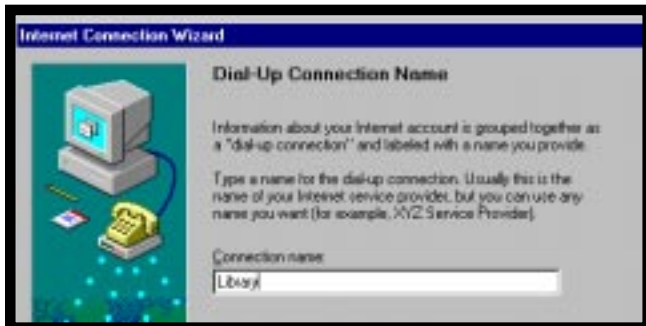 Internet Connection Wizard
Dial-Up Connection Name
Information about your Internet account is grouped together as
a "dial-up connection" and labeled with a name you provide.
Type a name for the dial-up connection. Usually this is the
name of your Internet service provider, but you can use any
name you want (for example, XYZ Service Provider).
Connection name:
Library